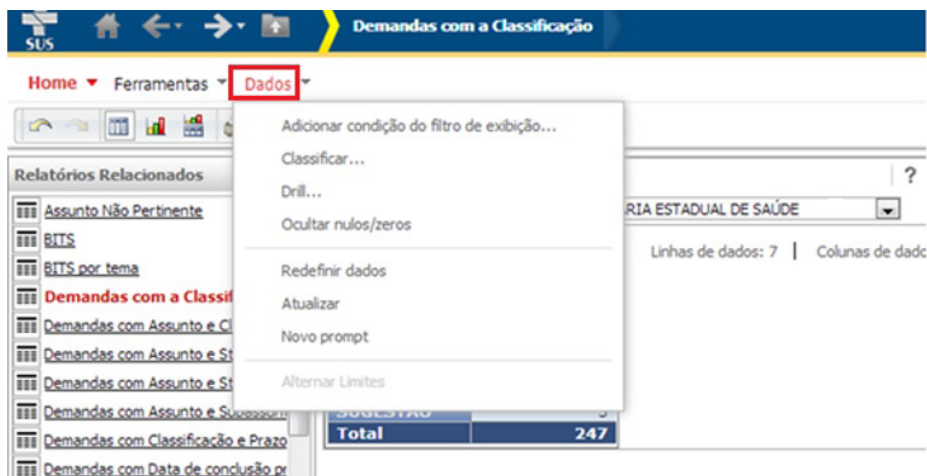 SUS
Demandas com a Classificação
Home Ferramentas Dados
Adicionar condição do filtro de exibição...
Classificar...
Drill...
Ocultar nulos/zeros
Redefinir dados
Atualizar
Novo prompt
Alternar Limites
Relatórios Relacionados
Assunto Não Pertinente
BITS
BITS por tema
Demandas com a Classif
Demandas com Assunto e Cl
Demandas com Assunto e St
Demandas com Assunto e St
Demandas com Assunto e Subassun
Demandas com Classificação e Prazo
Demandas com Data de conclusão pr
?
RIA ESTADUAL DE SAÚDE
Linhas de dados: 7 | Colunas de dado
SUGESTÃO
Total 247